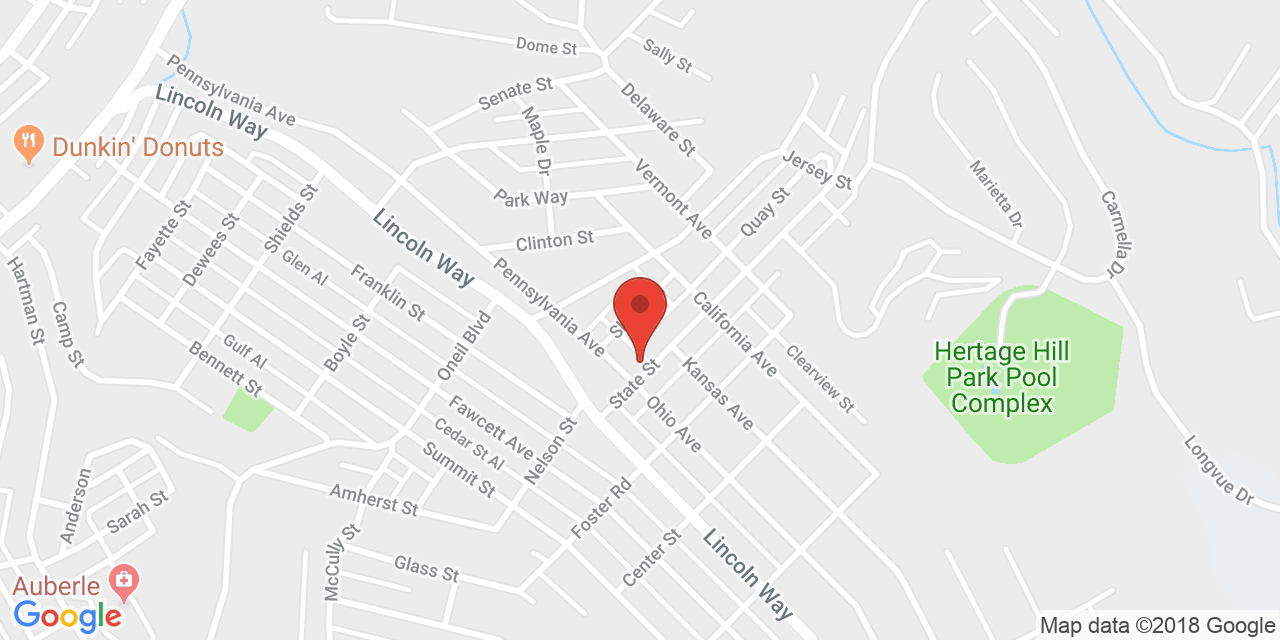 Dome St
Sally St
Senate St
Delaware St
Pennsylvania Ave
Lincoln Way
Dunkin' Donuts
Maple Dr
Park Way
Vermont Ave
Jersey St
Quay St
Marietta Dr
Carmella Dr
Fayette St
Dewees St
Shields St
Glen Al
Franklin St
Lincoln Way
Clinton St
Pennsylvania Ave
Hartman St
Camp St
Gulf Al
Bennett St
Boyle St
Oneil Blvd
State St
California Ave
Clearview St
Kansas Ave
Ohio Ave
Hertage Hill
Park Pool
Complex
Fawcett Ave
Cedar St Al
Summit St
Nelson St
Longvue Dr
Anderson
Sarah St
Amherst St
Foster Rd
McCully St
Glass St
Center St
Lincoln Way
Auberle
Google
Map data ©2018 Google